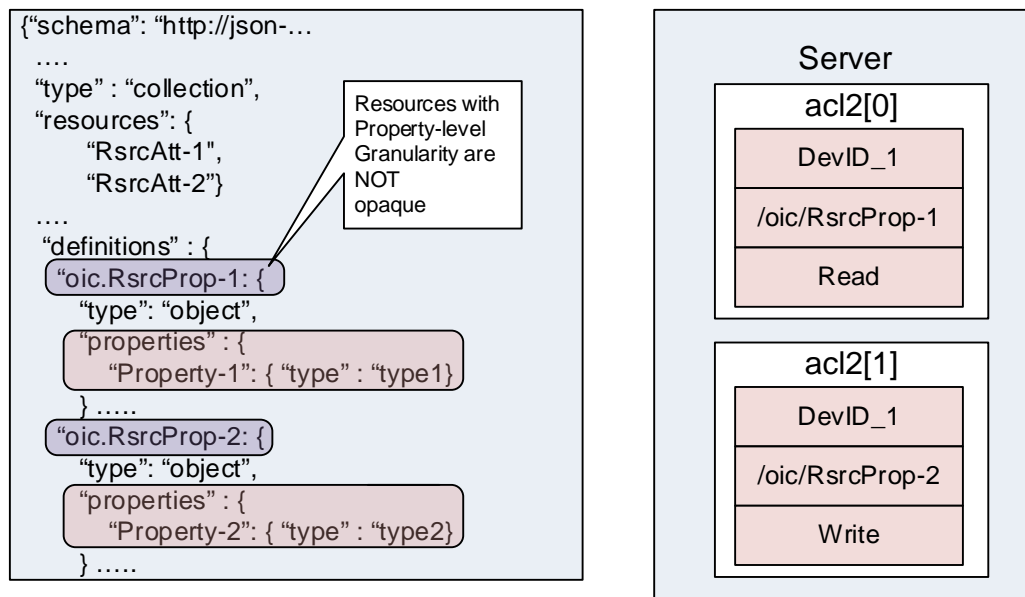 {“schema”: “http://json-…
….
“type” : “collection”,
“resources”: {
“RsrcAtt-1",
“RsrcAtt-2”}
….
“definitions” : {
“oic.RsrcProp-1: {
“type”: “object”,
“properties” : {
“Property-1”: { “type” : “type1}
} …..
“oic.RsrcProp-2: {
“type”: “object”,
“properties” : {
“Property-2”: { “type” : “type2}
} …..
Resources with
Property-level
Granularity are
NOT
opaque
Server
acl2[0]
DevID_1
/oic/RsrcProp-1
Read
acl2[1]
DevID_1
/oic/RsrcProp-2
Write